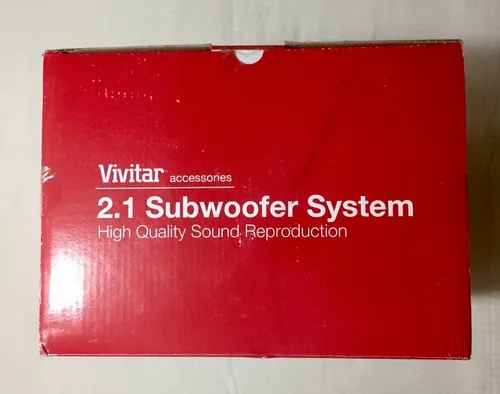 Vivitar accessories
2.1 Subwoofer System
High Quality Sound Reproduction